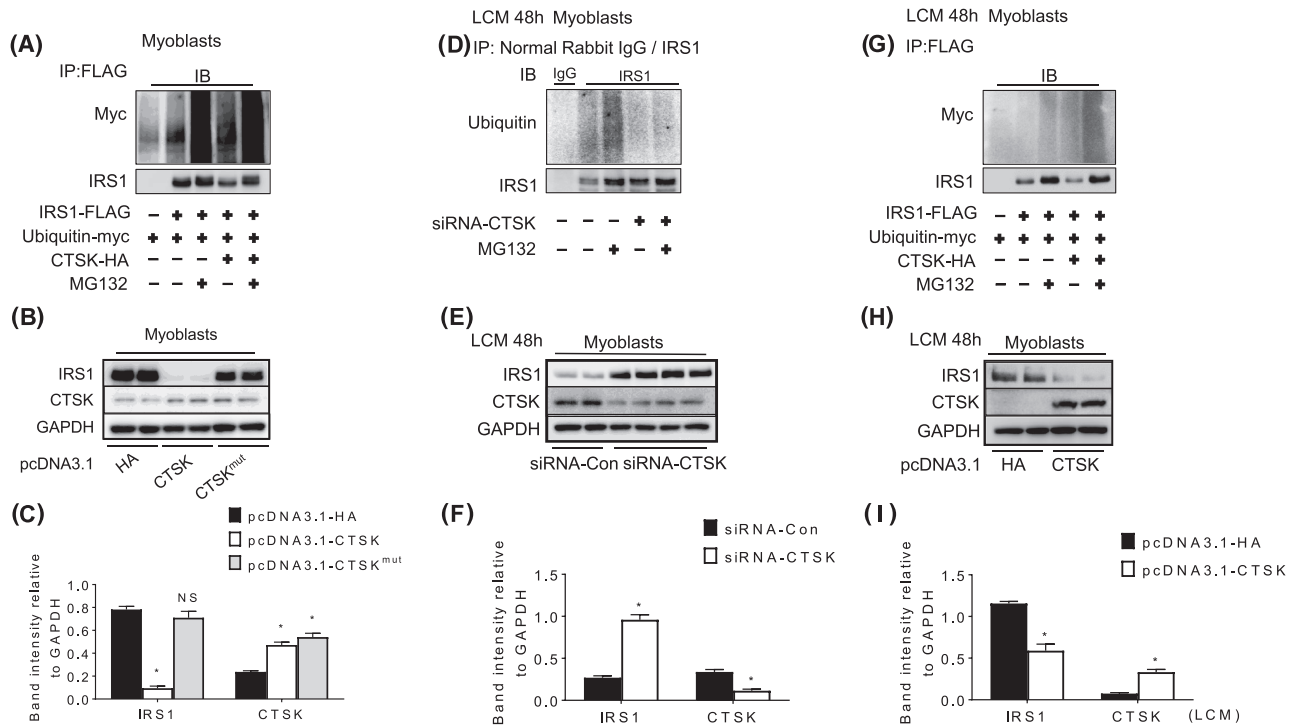 (A)
Myoblasts
IP:FLAG
IB
Myc
IRS1
IRS1-FLAG − + + + +
Ubiquitin-myc + + + + +
CTSK-HA − − − + +
MG132 − − + − +
(B)
Myoblasts
IRS1
CTSK
GAPDH
pcDNA3.1 HA CTSK CTSKmut
(C)
pcDNA3.1-HA
pcDNA3.1-CTSK
pcDNA3.1-CTSKmut
Band intensity relative
to GAPDH
0.8
0.6
0.4
0.2
0.0
*
NS
*
*
IRS1 CTSK
LCM 48h Myoblasts
(D) IP: Normal Rabbit IgG / IRS1
IB IgG IRS1
Ubiquitin
IRS1
siRNA-CTSK − − − + +
MG132 − − + − +
(E)
LCM 48h Myoblasts
IRS1
CTSK
GAPDH
siRNA-Con siRNA-CTSK
(F)
siRNA-Con
siRNA-CTSK
Band intensity relative
to GAPDH
1.5
1.0
0.5
0.0
*
*
IRS1 CTSK
LCM 48h Myoblasts
(G)
IP:FLAG
IB
Myc
IRS1
IRS1-FLAG − + + + +
Ubiquitin-myc + + + + +
CTSK-HA − − − + +
MG132 − − + − +
(H)
LCM 48h Myoblasts
IRS1
CTSK
GAPDH
pcDNA3.1 HA CTSK
(I)
pcDNA3.1-HA
pcDNA3.1-CTSK
Band intensity relative
to GAPDH
1.5
1.0
0.5
0.0
*
*
IRS1 CTSK (LCM)